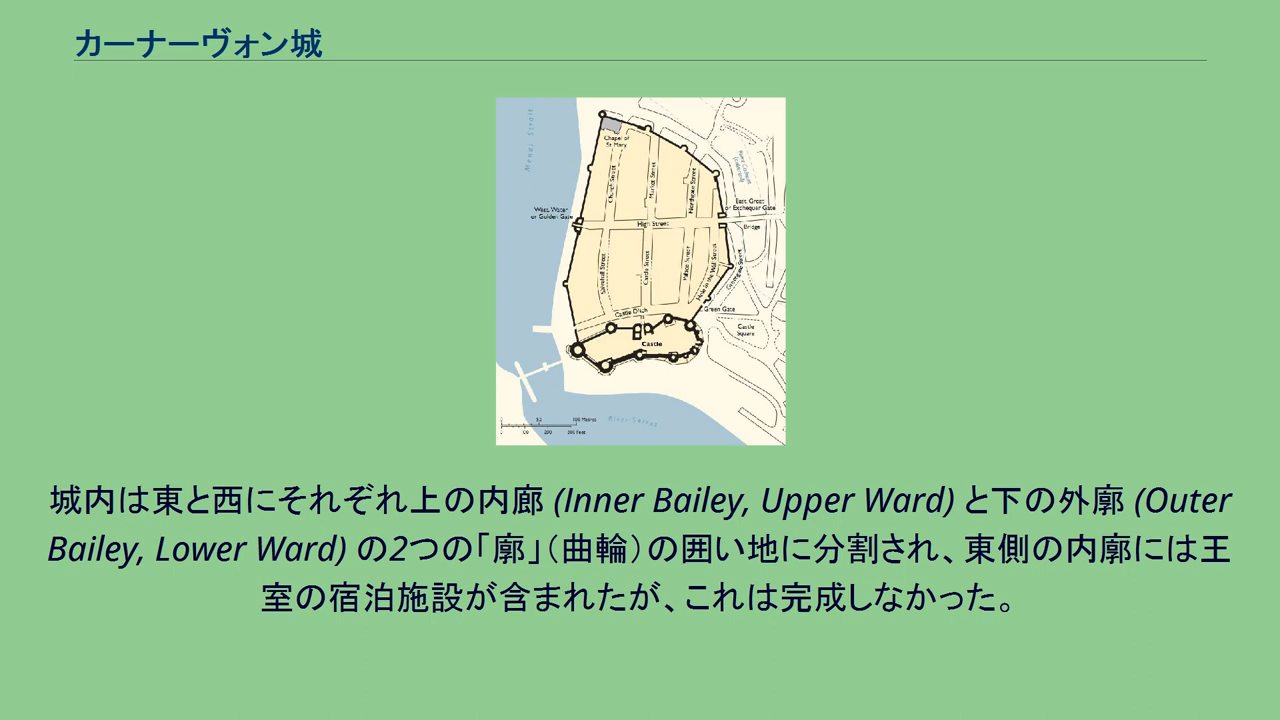 カーナーヴォン城
Menai Strait
Chapel of
St Mary
Church Street
Market Street
Northgate Street
West, Water
or Golden Gate
East, Great
or Exchequer Gate
High Street
Bridge
Castle Street
Palace Street
Hole in the Wall Street
Greengate Street
Castle Ditch
Green Gate
Castle
Square
Castle
River Seiont
100 Metres
300 Feet
城内は東と西にそれぞれ上の内廊 (Inner Bailey, Upper Ward) と下の外廓 (Outer
Bailey, Lower Ward) の2つの「廓」（曲輪）の囲い地に分割され、東側の内廓には王
室の宿泊施設が含まれたが、これは完成しなかった。